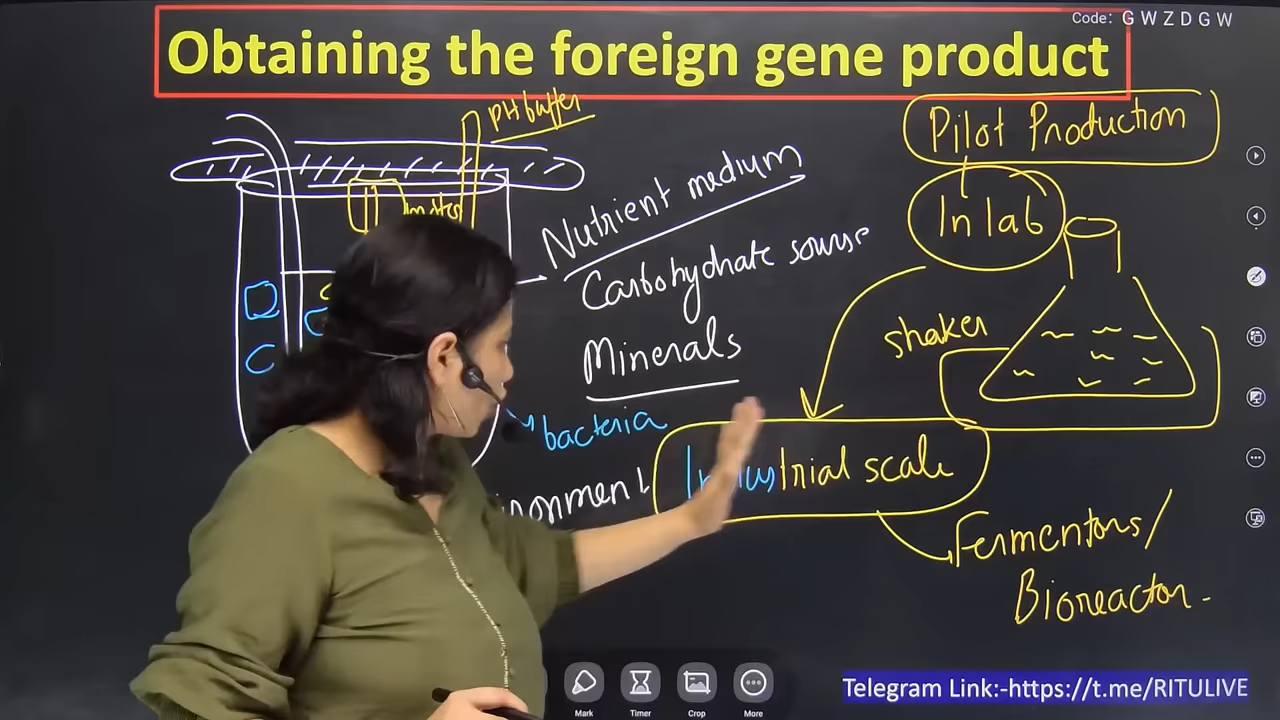 Code: G W Z D G W
Obtaining the foreign gene product
PH buffer
Pilot Production
Nutrient medium
In lab
Carbohydrate sourse
shaker
Minerals
bacteria
Industrial scale
Fermentors/
Bioreactor.
Mark
Timer
Crop
More
Telegram Link:-https://t.me/RITULIVE